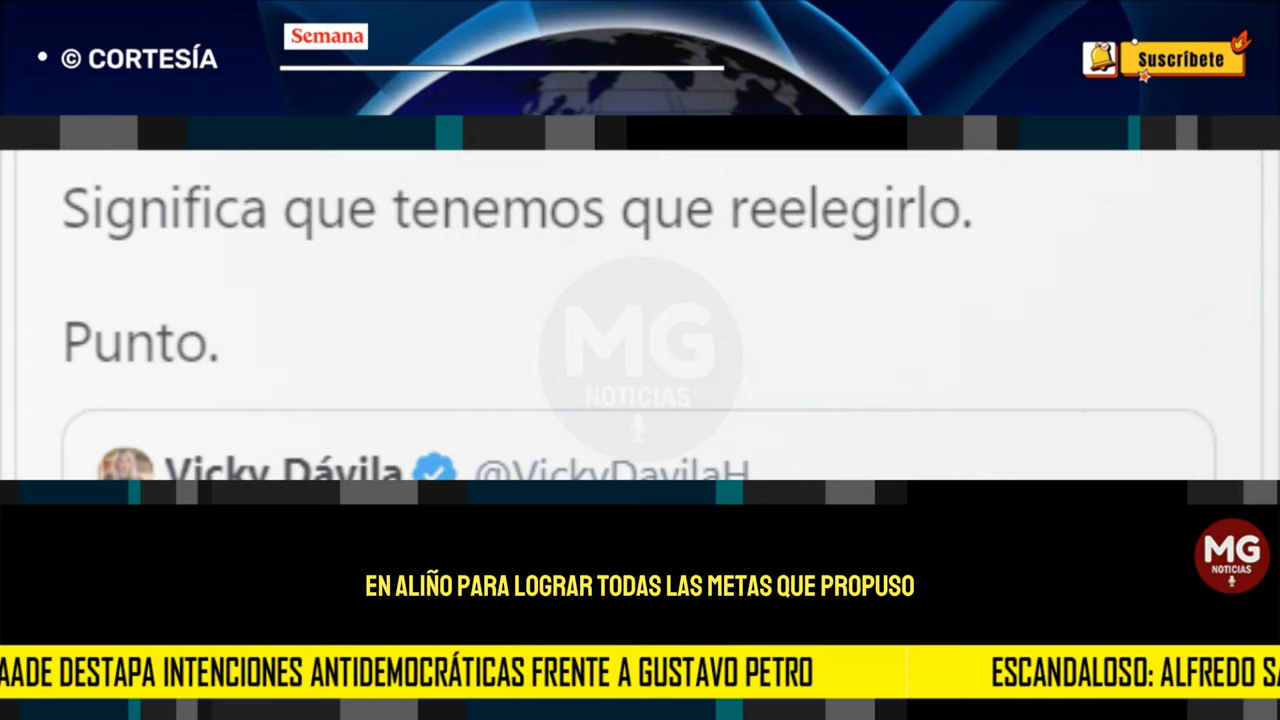 • © CORTESÍA
Semana
Suscríbete
Significa que tenemos que reelegirlo.
Punto.
MG
NOTICIAS
Vicky Dávila @VickyDavilaH
MG
NOTICIAS
EN ALIÑO PARA LOGRAR TODAS LAS METAS QUE PROPUSO
AADE DESTAPA INTENCIONES ANTIDEMOCRÁTICAS FRENTE A GUSTAVO PETRO ESCANDALOSO: ALFREDO SA